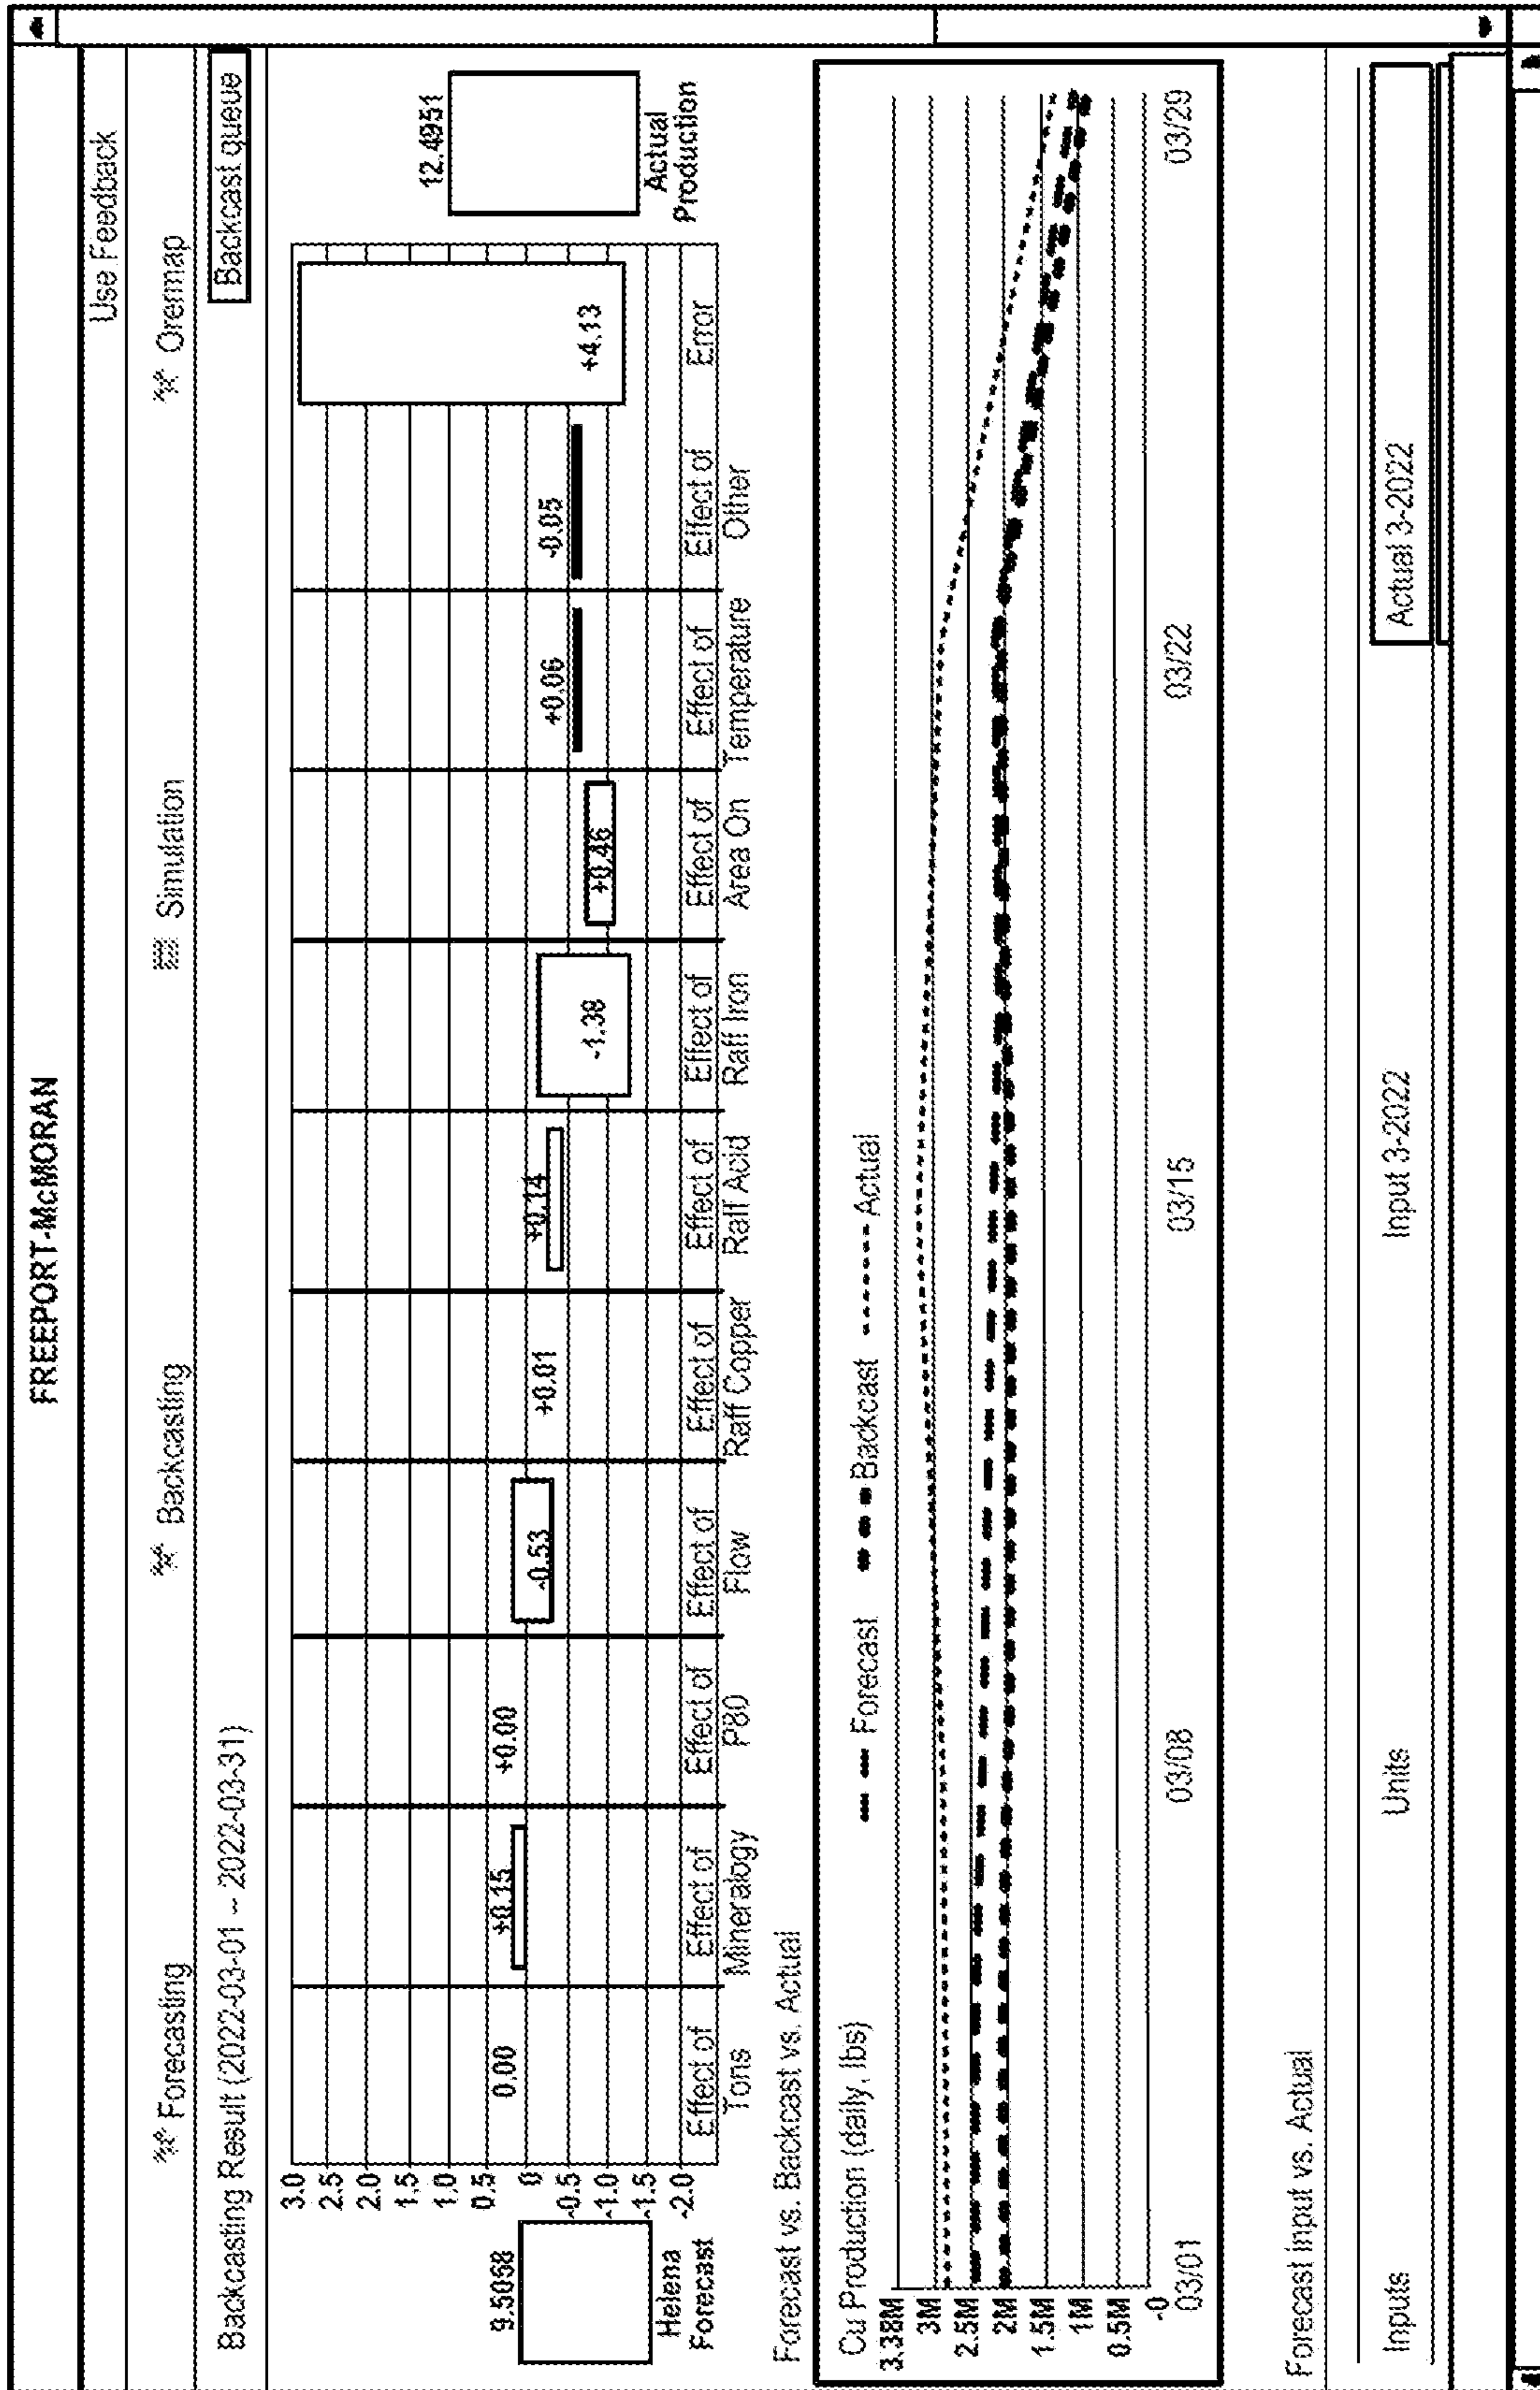 FREEPORT-McMORAN
Use Feedback
Forecasting Backcasting Simulation Oremap
Backcasting Result (2022-03-01 - 2022-03-31) Backcast queue
9.5058
Helena
Forecast
3.0
2.5
2.0
1.5
1.0
0.5
0
-0.5
-1.0
-1.5
-2.0
0.00 +0.15 +0.00 -0.53 +0.01 +0.14 -1.38 +0.46 +0.06 -0.05 +4.13
Effect of Effect of Effect of Effect of Effect of Effect of Effect of Effect of Effect of Effect of Error
Tons Mineralogy P80 Flow Raff Copper Raff Acid Raff Iron Area On Temperature Other
12.4951
Actual
Production
Forecast vs. Backcast vs. Actual
Cu Production (daily, lbs) Forecast Backcast Actual
3.38M
3M
2.5M
2M
1.5M
1M
0.5M
-0
03/01 03/08 03/15 03/22 03/29
Forecast Input vs. Actual
Inputs Units Input 3-2022 Actual 3-2022